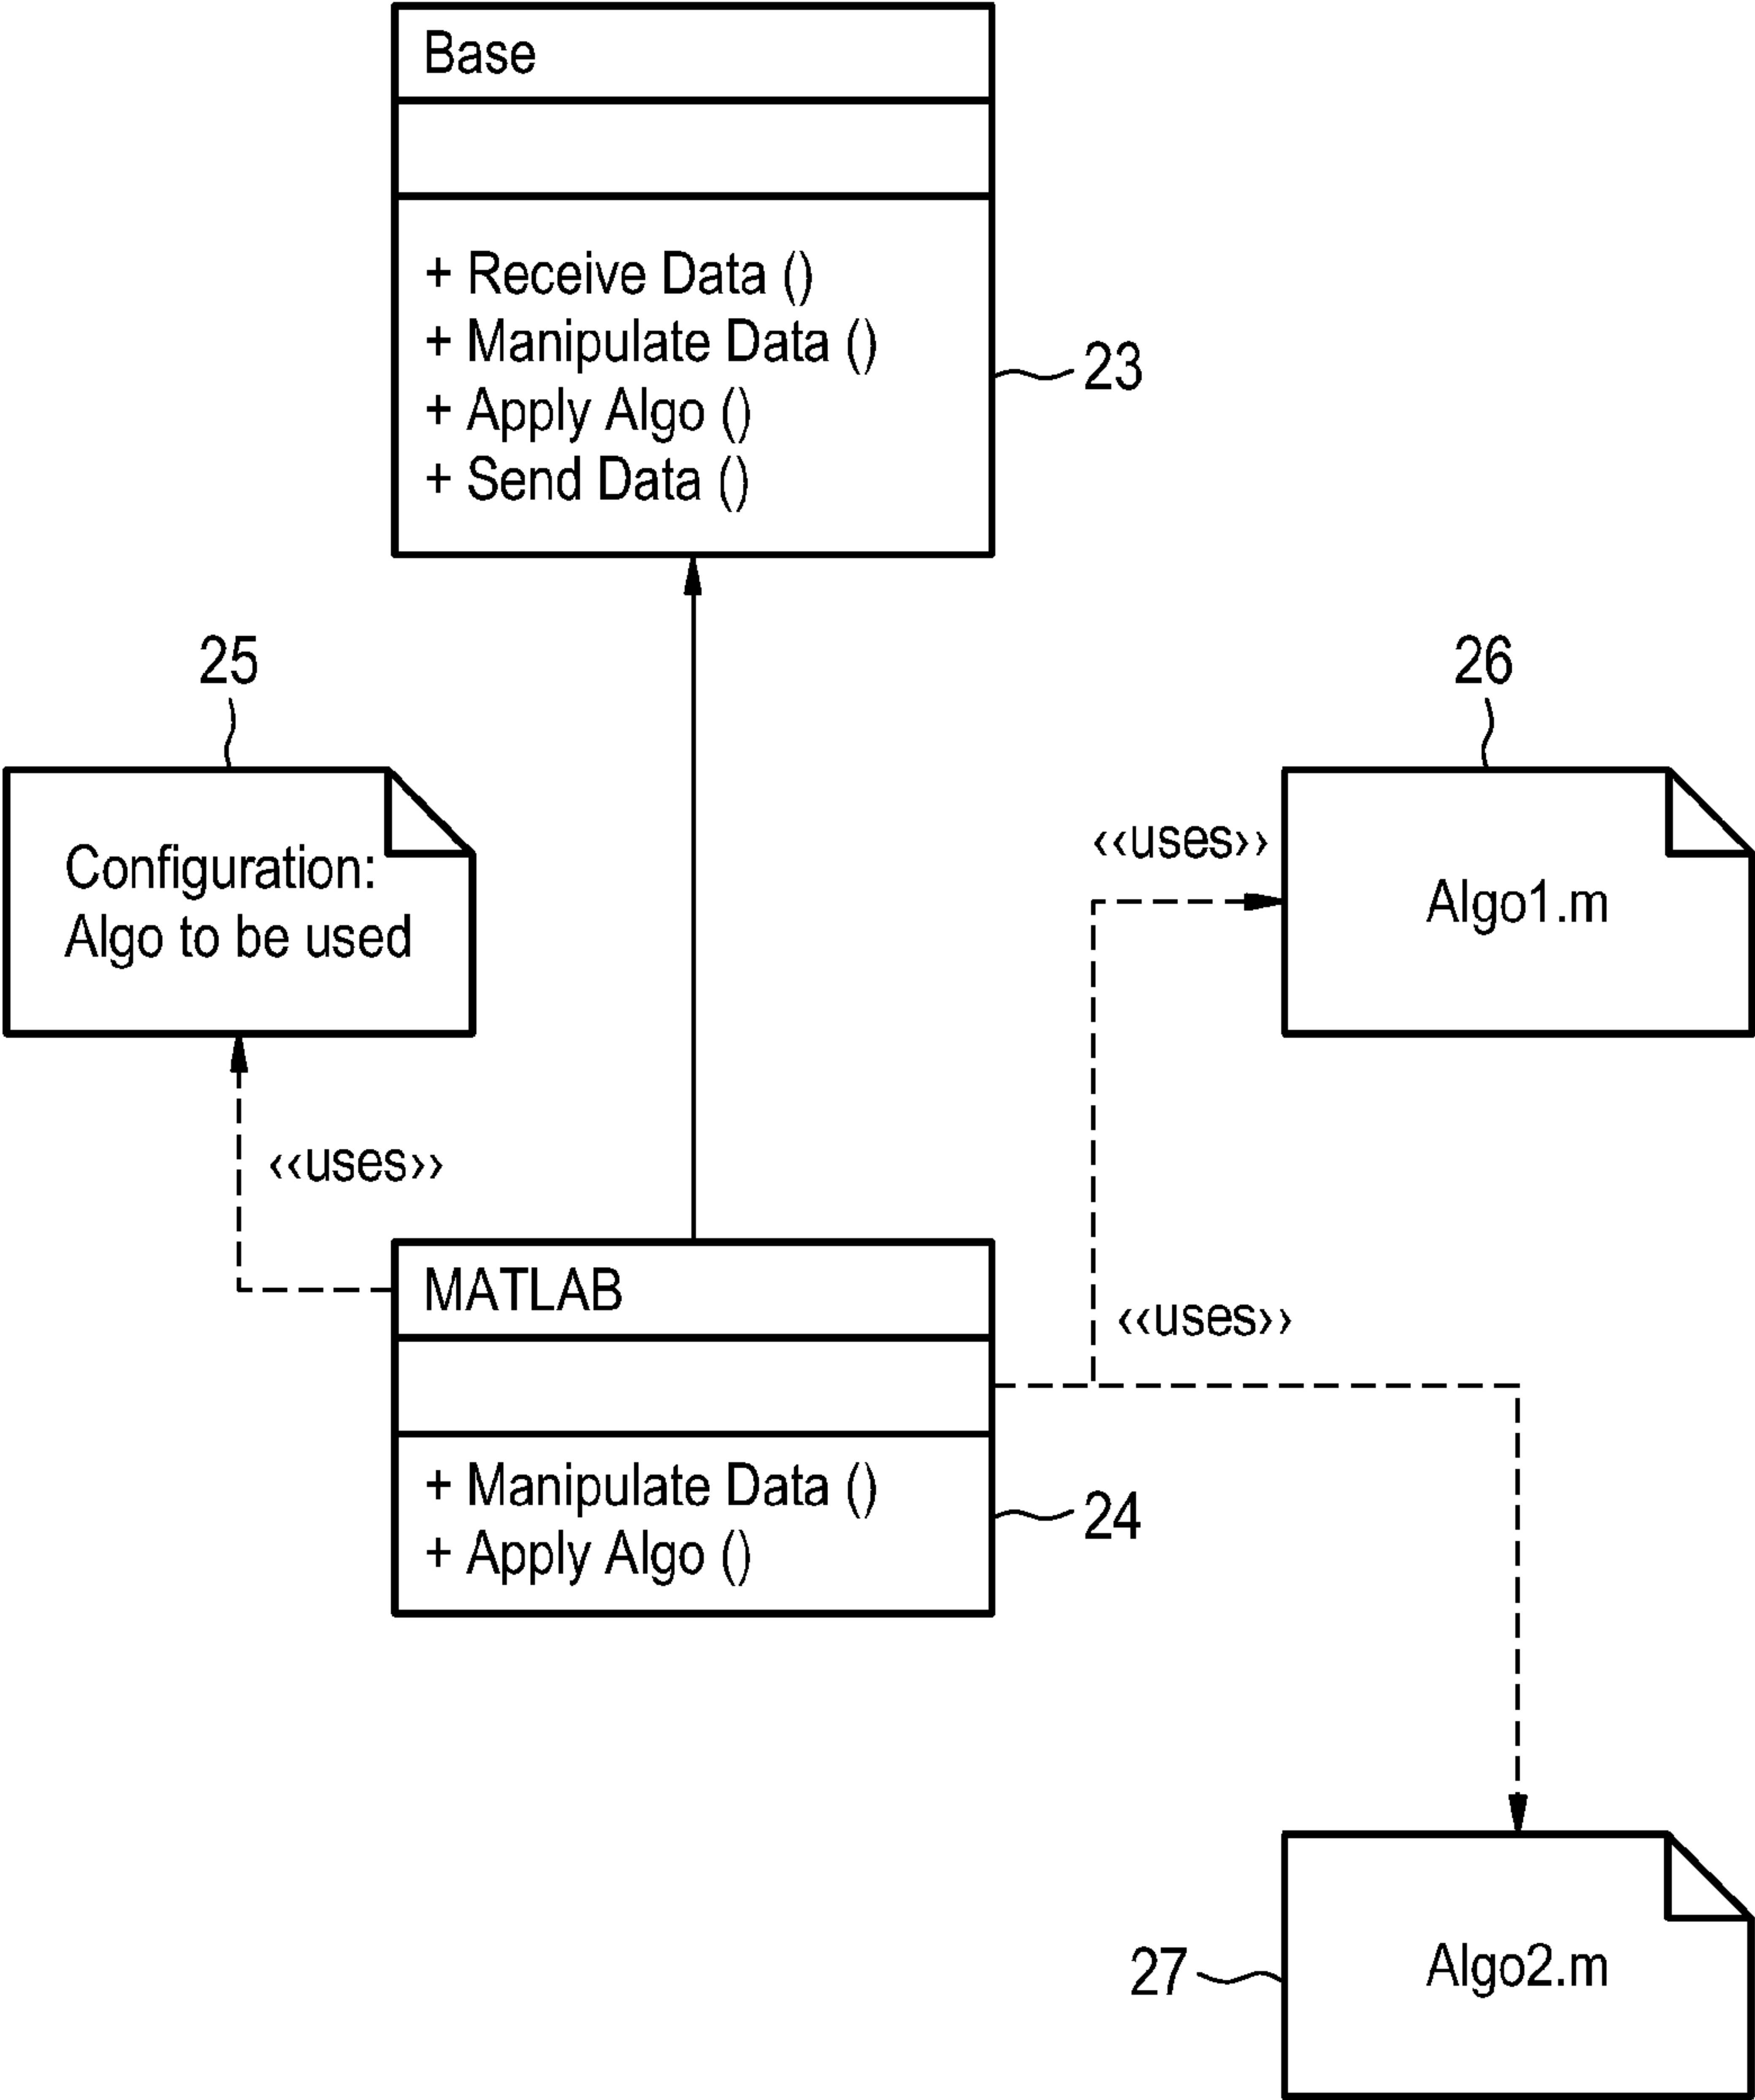 Base
+ Receive Data ()
+ Manipulate Data ()
+ Apply Algo ()
+ Send Data ()
23
25
26
Configuration:
Algo to be used
‹‹uses››
Algo1.m
‹‹uses››
MATLAB
‹‹uses››
+ Manipulate Data ()
+ Apply Algo ()
24
27
Algo2.m